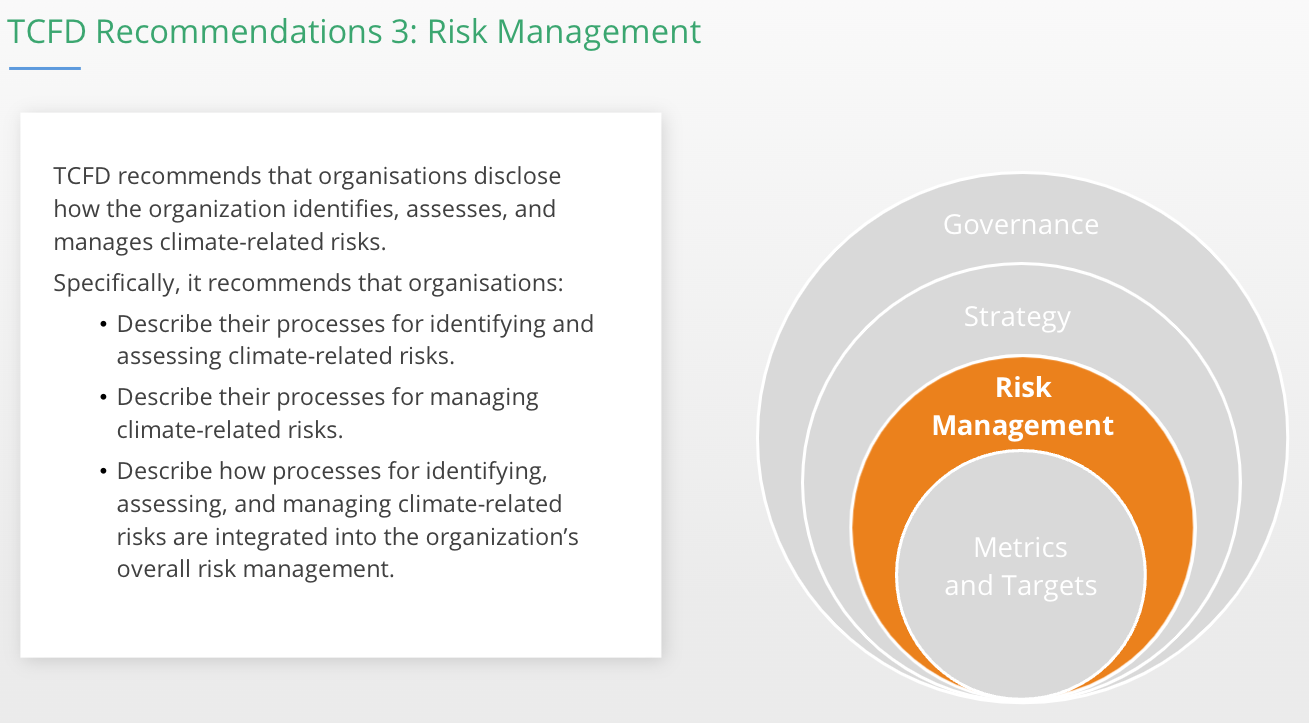 TCFD Recommendations 3: Risk Management
TCFD recommends that organisations disclose
how the organization identifies, assesses, and
manages climate-related risks.
Specifically, it recommends that organisations:
• Describe their processes for identifying and
assessing climate-related risks.
• Describe their processes for managing
climate-related risks.
• Describe how processes for identifying,
assessing, and managing climate-related
risks are integrated into the organization’s
overall risk management.
Governance
Strategy
Risk
Management
Metrics
and Targets